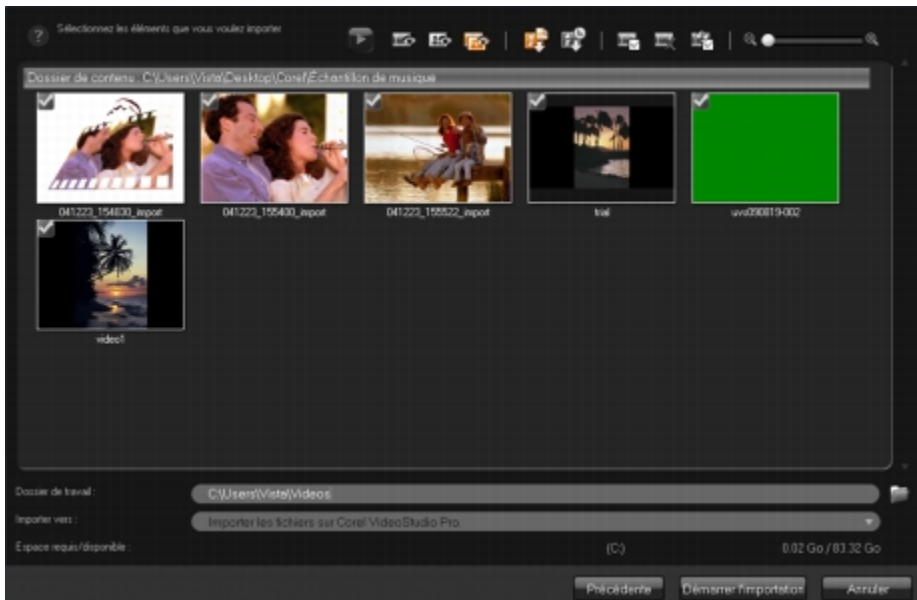 Sélectionnez les éléments que vous voulez importer
Dossier de contenu : C:\Users\Vista\Desktop\Corel\Échantillon de musique
041223_154830_import
041223_155400_import
041223_155522_import
trial
uvs090819-002
video1
Dossier de travail :
C:\Users\Vista\Videos
Importer vers :
Importer les fichiers sur Corel VideoStudio Pro.
Espace requis/disponible :
(C:)
0.02 Go / 83.32 Go
Précédente
Démarrer l'importation
Annuler